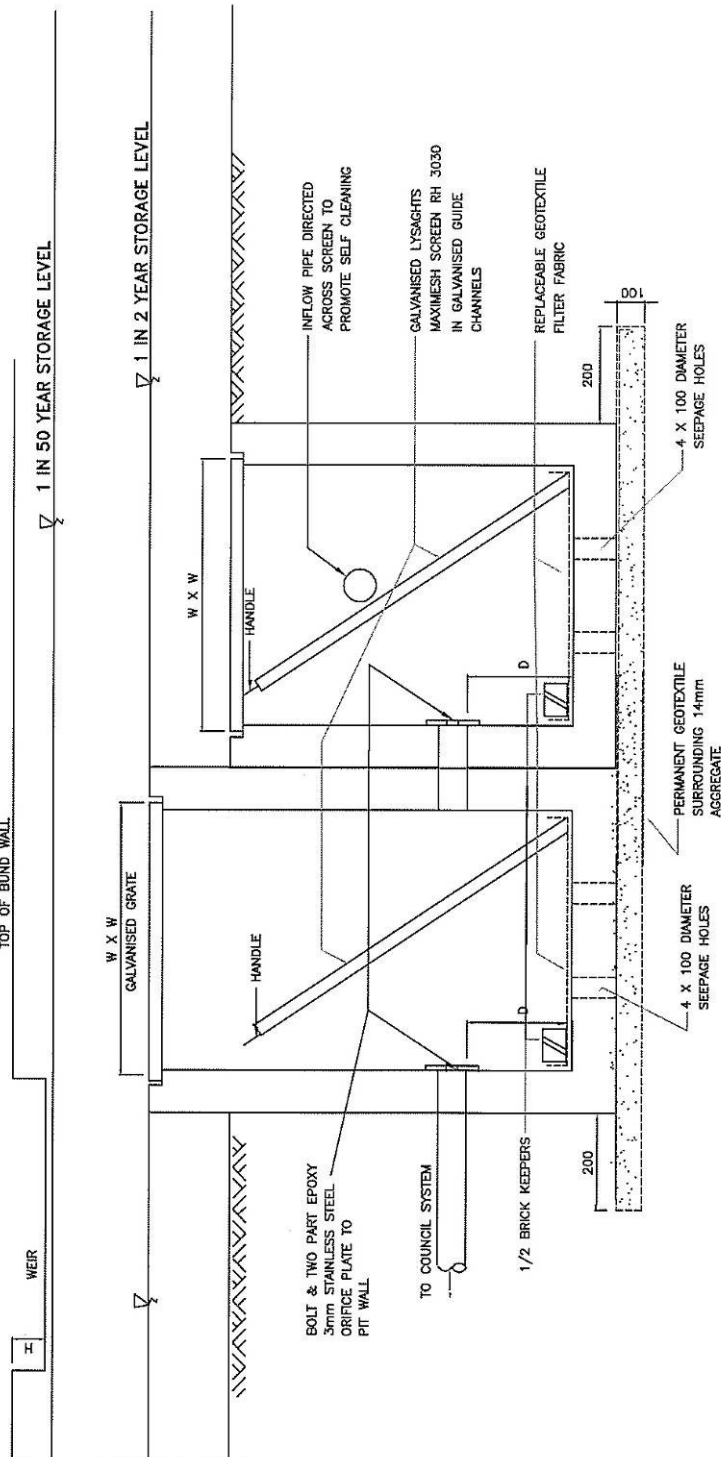 TOP OF BUND WALL
WEIR
H
1 IN 50 YEAR STORAGE LEVEL
1 IN 2 YEAR STORAGE LEVEL
W X W
GALVANISED GRATE
W X W
HANDLE
HANDLE
INFLOW PIPE DIRECTED
ACROSS SCREEN TO
PROMOTE SELF CLEANING
GALVANISED LYSAGHTS
MAXIMESH SCREEN RH 3030
IN GALVANISED GUIDE
CHANNELS
REPLACEABLE GEOTEXTILE
FILTER FABRIC
BOLT & TWO PART EPOXY
3mm STAINLESS STEEL
ORIFICE PLATE TO
PIT WALL
TO COUNCIL SYSTEM
1/2 BRICK KEEPERS
D
D
200
200
100
4 X 100 DIAMETER
SEEPAGE HOLES
PERMANENT GEOTEXTILE
SURROUNDING 14mm
AGGREGATE
4 X 100 DIAMETER
SEEPAGE HOLES